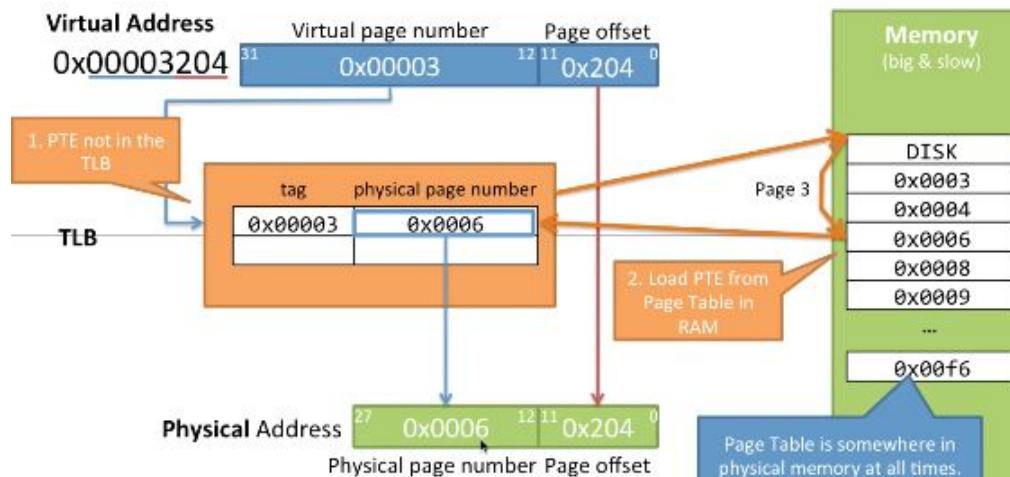 Virtual Address
0x00003204
Virtual page number
Page offset
31
0x00003
12
11
0x204
0
1. PTE not in the
TLB
TLB
tag
physical page number
0x00003
0x0006
Page 3
2. Load PTE from
Page Table in
RAM
Memory
(big & slow)
DISK
0x0003
0x0004
0x0006
0x0008
0x0009
...
0x00f6
Page Table is somewhere in
physical memory at all times.
Physical Address
27
0x0006
12
11
0x204
0
Physical page number
Page offset